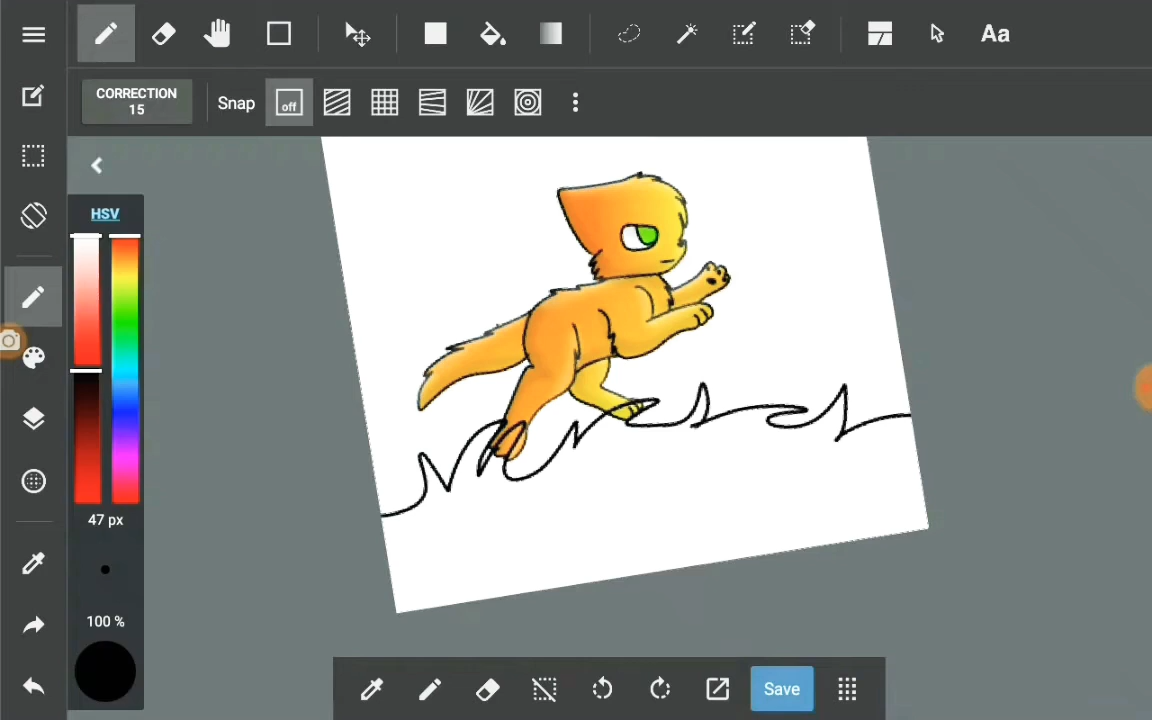 Aa
CORRECTION
15
Snap
off
HSV
47 px
100 %
Save